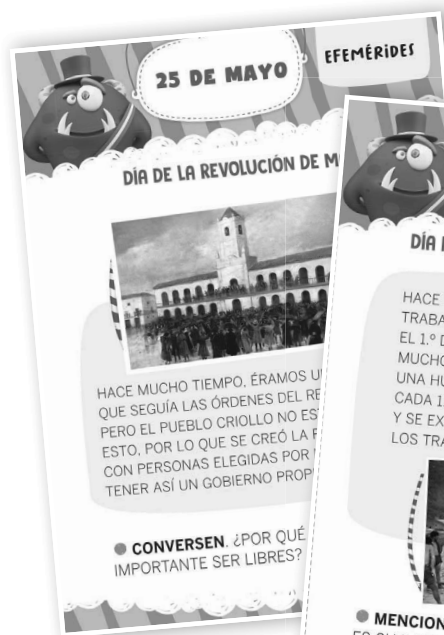 25 DE MAYO
EFEMÉRIDES
DÍA DE LA REVOLUCIÓN DE M
HACE MUCHO TIEMPO, ÉRAMOS U
QUE SEGUÍA LAS ÓRDENES DEL RE
PERO EL PUEBLO CRIOLLO NO ES
ESTO, POR LO QUE SE CREÓ LA P
CON PERSONAS ELEGIDAS POR
TENER ASÍ UN GOBIERNO PROP
CONVERSEN. ¿POR QUÉ
IMPORTANTE SER LIBRES?
DÍA
HACE
TRABA
EL 1.º D
MUCHO
UNA HU
CADA 1.
Y SE EX
LOS TRA
MENCION